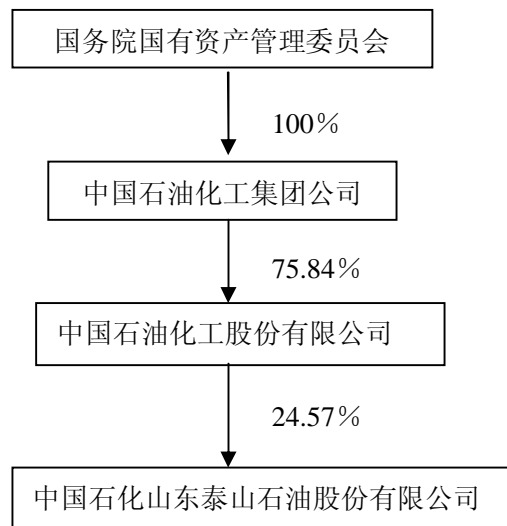 国务院国有资产管理委员会
100％
中国石油化工集团公司
75.84％
中国石油化工股份有限公司
24.57％
中国石化山东泰山石油股份有限公司